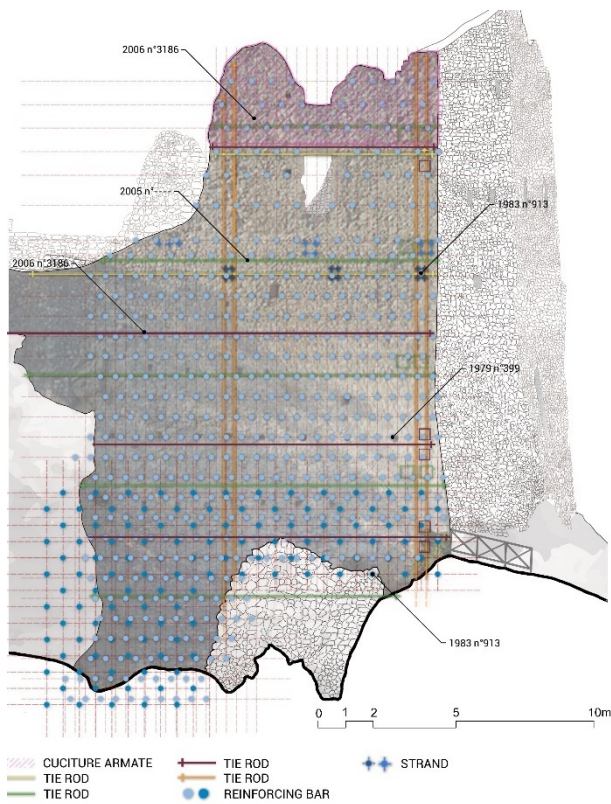 2006 n°3186
2005 n°-----
1983 n°913
2006 n°3186
1979 n°399
1983 n°913
0 1 2 5 10m
CUCITURE ARMATE TIE ROD STRAND
TIE ROD TIE ROD
TIE ROD REINFORCING BAR